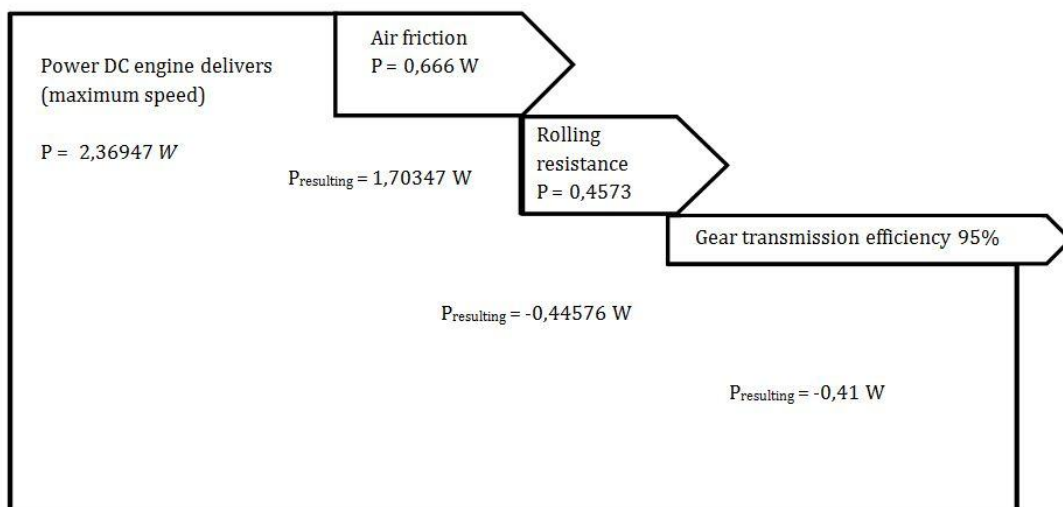 Power DC engine delivers
(maximum speed)
P = 2,36947 W
Air friction
P = 0,666 W
Presulting = 1,70347 W
Rolling
resistance
P = 0,4573
Gear transmission efficiency 95%
Presulting = -0,44576 W
Presulting = -0,41 W